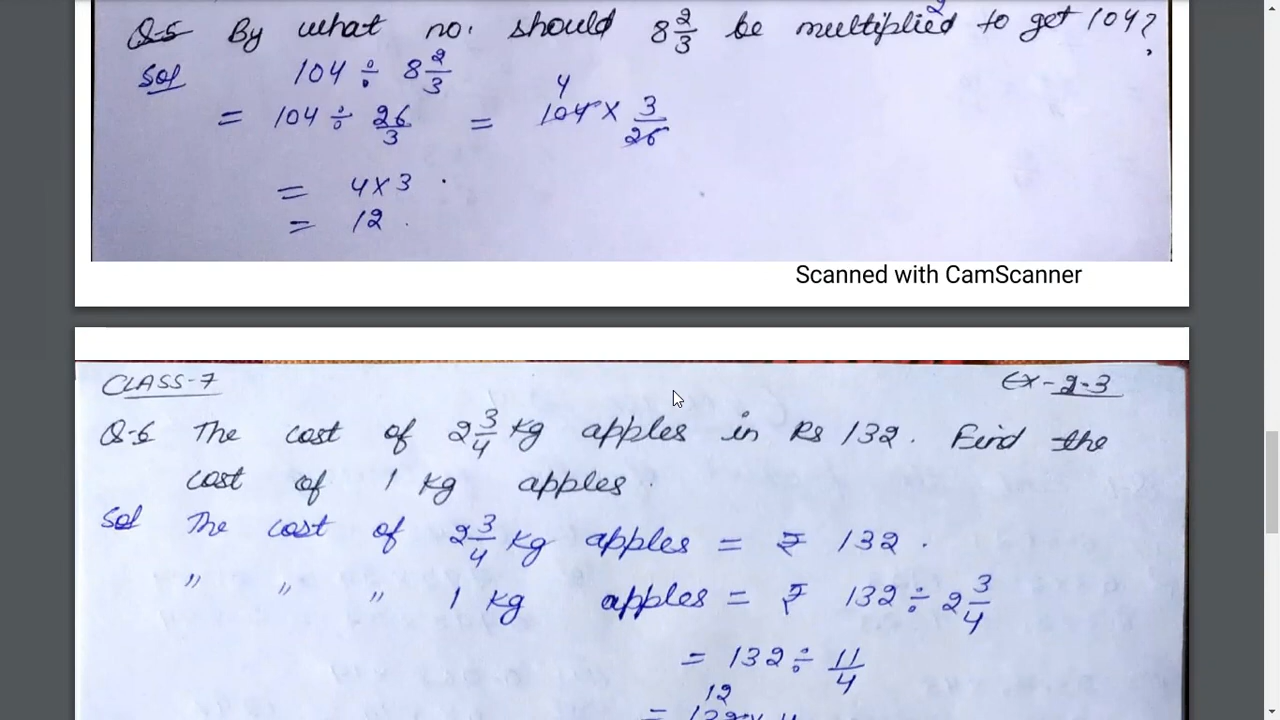 Q-5 By what no. should 8 2/3 be multiplied to get 104?
Sol 104 ÷ 8 2/3
= 104 ÷ 26/3 = 104 × 3/26
4
= 4 × 3
= 12
Scanned with CamScanner
CLASS-7 EX-2.3
Q-6 The cost of 2 3/4 kg apples in Rs 132. Find the
cost of 1 kg apples.
Sol The cost of 2 3/4 kg apples = ₹ 132.
" " " 1 kg apples = ₹ 132 ÷ 2 3/4
= 132 ÷ 11/4
12
= 132 × 4